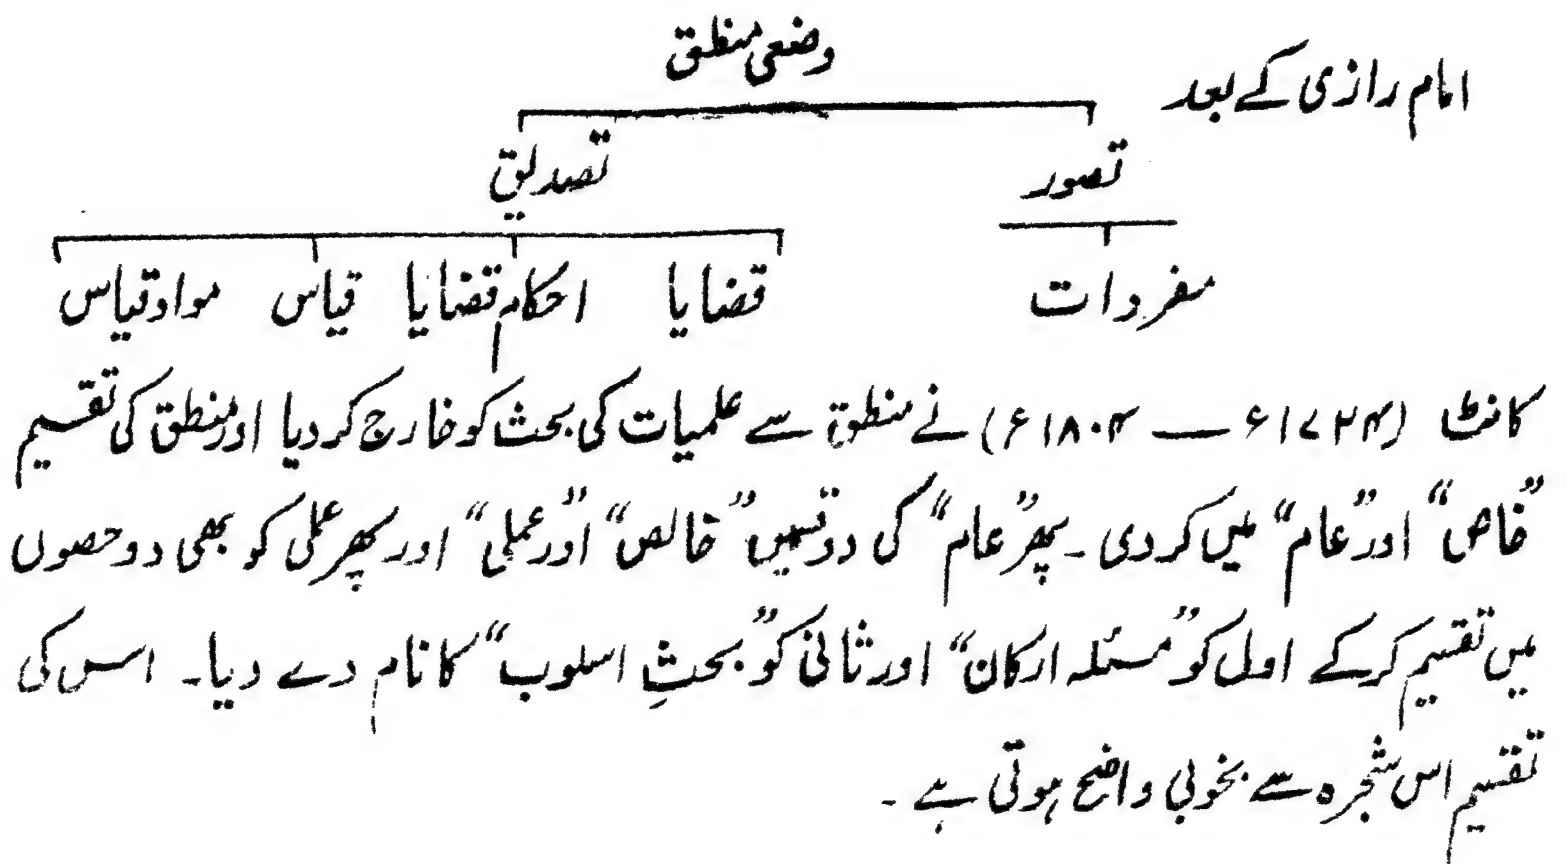 امام رازی کے بعد
وضعی منطق
تصور تصدیق
مفردات قضایا احکام قضایا قیاس مواد قیاس
کانٹ (۱۷۲۴ء — ۱۸۰۴ء) نے منطق سے علمیات کی بحث کو خارج کر دیا اور منطق کی تقسیم
”خاص“ اور ”عام“ میں کر دی۔ پھر ”عام“ کی دو قسمیں ”خالص“ اور ”عملی“ اور پھر عملی کو بھی دو حصوں
میں تقسیم کر کے اول کو ”مسئلہ ارکان“ اور ثانی کو ”بحثِ اسلوب“ کا نام دے دیا۔ اس کی
تقسیم اس شجرہ سے بخوبی واضح ہوتی ہے۔